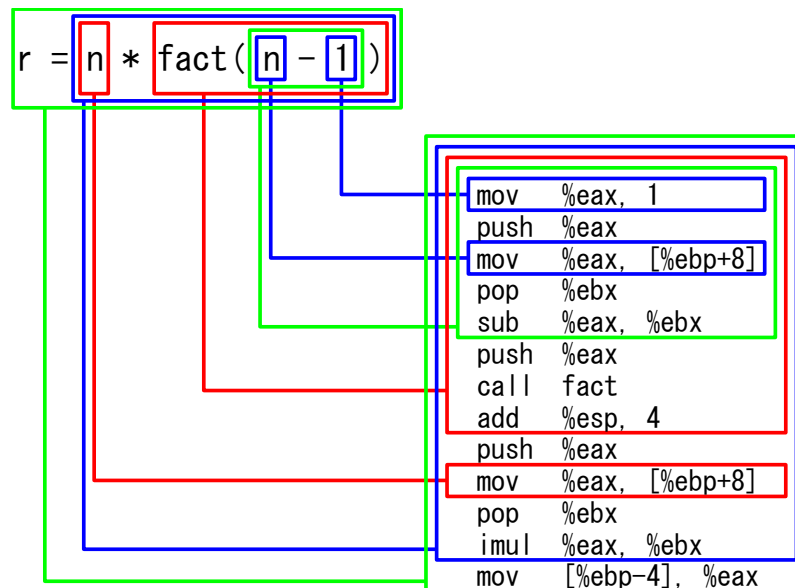 r = n * fact(n - 1)
mov %eax, 1
push %eax
mov %eax, [%ebp+8]
pop %ebx
sub %eax, %ebx
push %eax
call fact
add %esp, 4
push %eax
mov %eax, [%ebp+8]
pop %ebx
imul %eax, %ebx
mov [%ebp-4], %eax